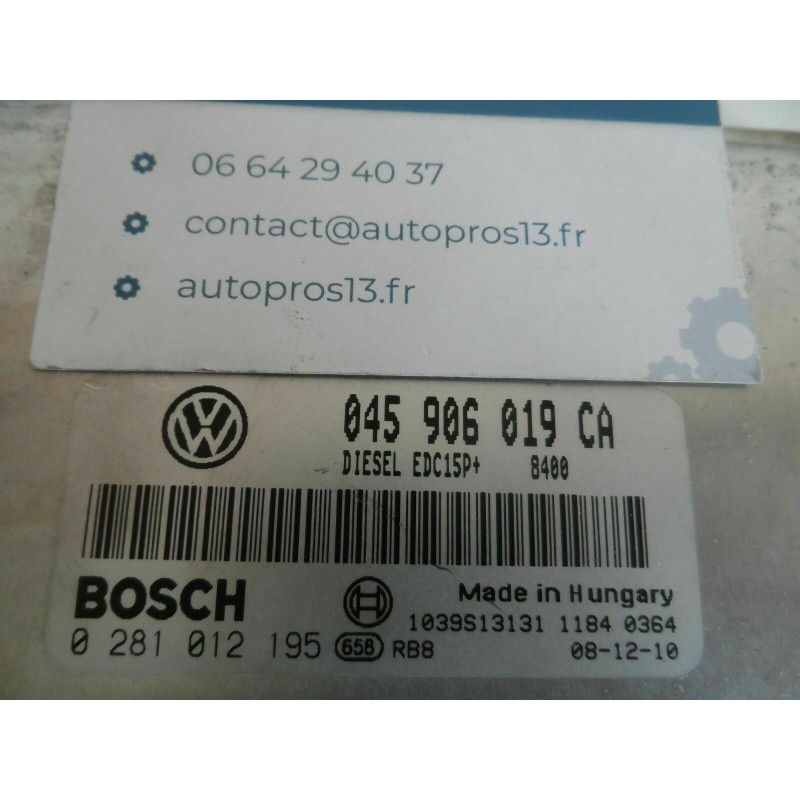 06 64 29 40 37
contact@autopros13.fr
autopros13.fr
045 906 019 CA
DIESEL EDC15P+ 8400
BOSCH
Made in Hungary
1039S13131 1184 0364
0 281 012 195 658 RB8 08-12-10